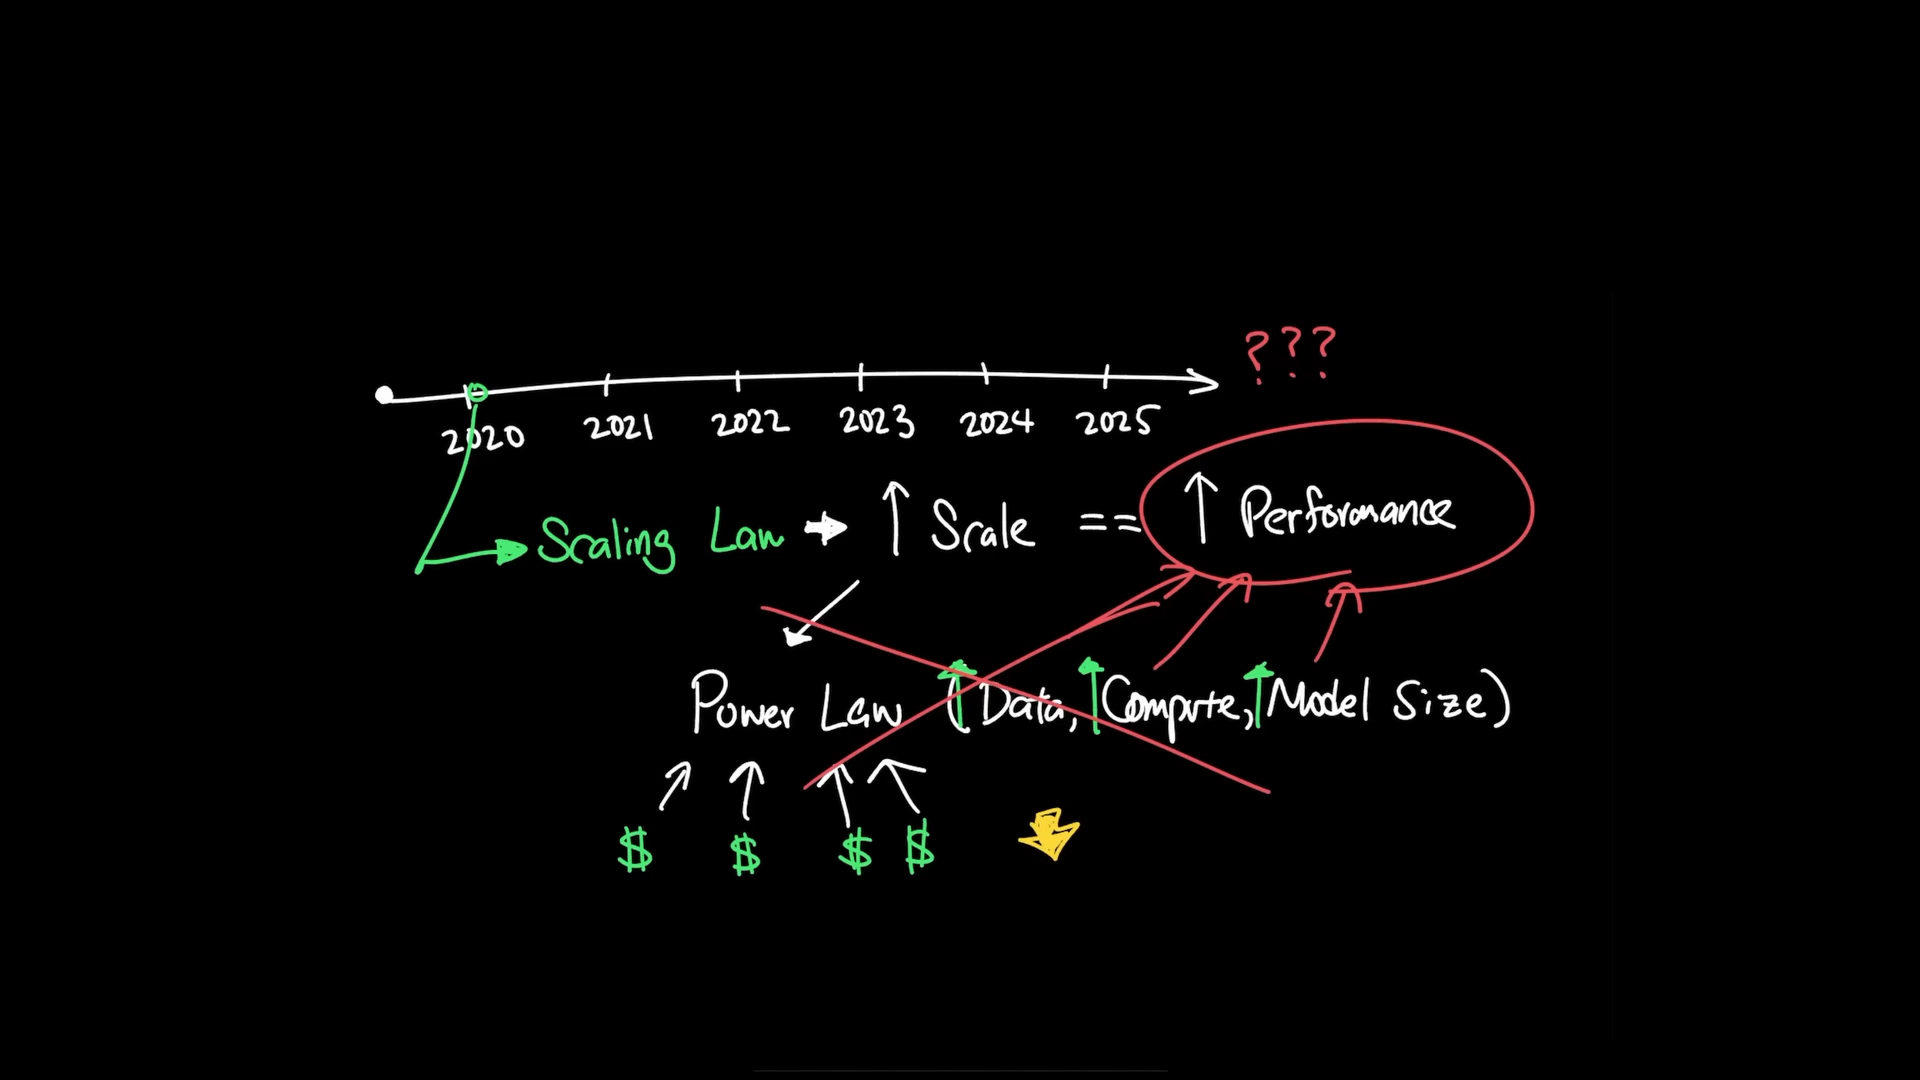 ???
2020 2021 2022 2023 2024 2025
Scaling Law ➡ ↑ Scale == ↑ Performance
Power Law (↑Data, ↑Compute, ↑Model Size)
$ $ $ $